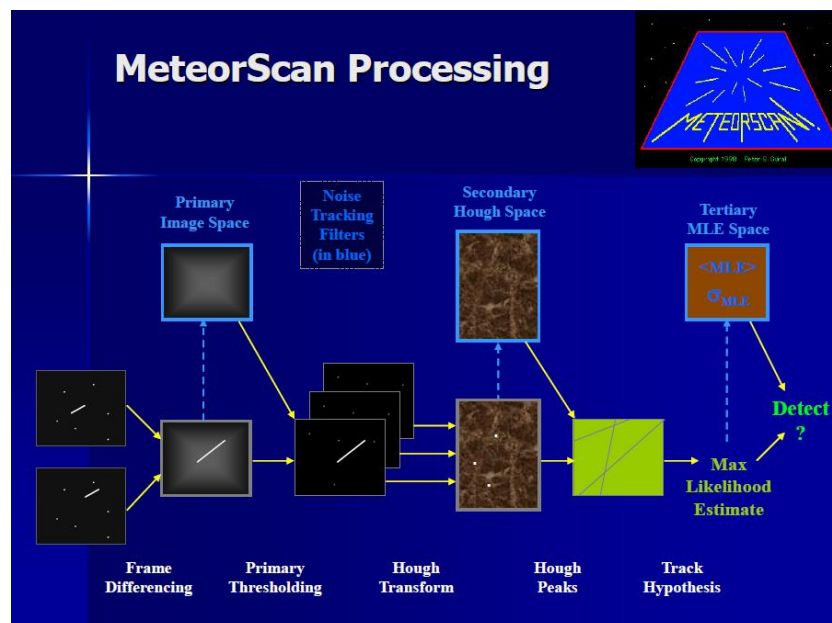 MeteorScan Processing
METEORSCAN!
Copyright 1998 Peter S Gural
Primary
Image Space
Noise
Tracking
Filters
(in blue)
Secondary
Hough Space
Tertiary
MLE Space
<MLE>
σMLE
Detect
?
Max
Likelihood
Estimate
Frame
Differencing
Primary
Thresholding
Hough
Transform
Hough
Peaks
Track
Hypothesis